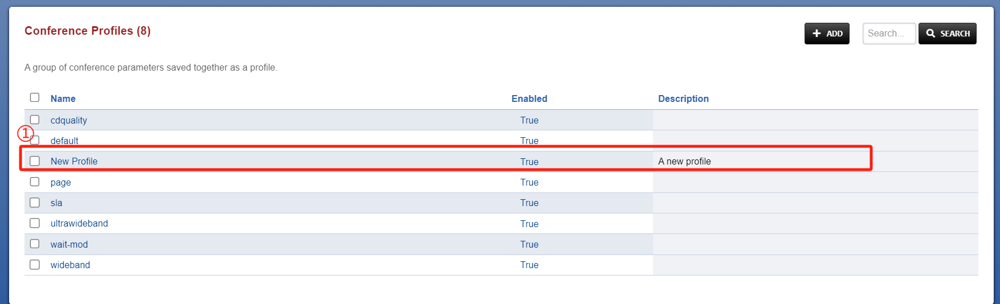 Conference Profiles (8)
ADD
Search...
SEARCH
A group of conference parameters saved together as a profile.
Name Enabled Description
cdquality True
①
default True
New Profile True A new profile
page True
sla True
ultrawideband True
wait-mod True
wideband True